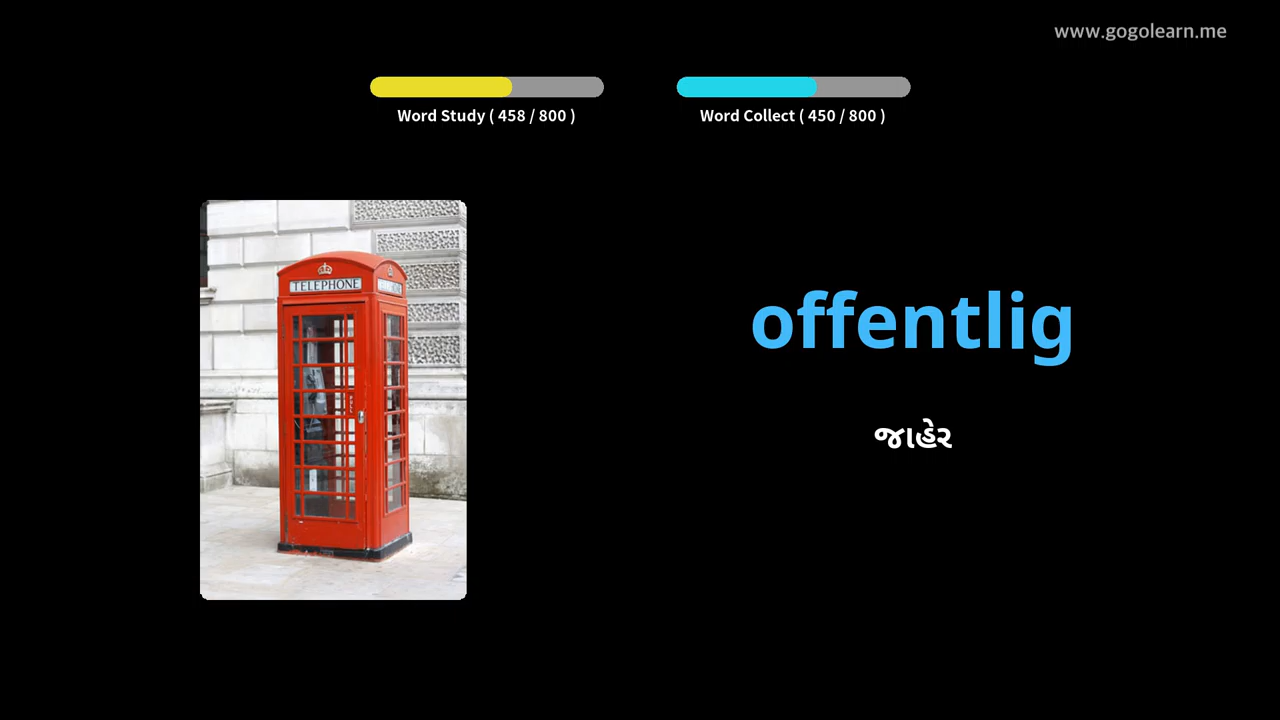 www.gogolearn.me
Word Study ( 458 / 800 )
Word Collect ( 450 / 800 )
TELEPHONE
offentlig
જાહેર